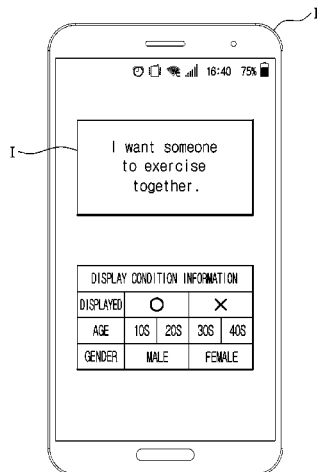 I
16:40 75%
I
I want someone
to exercise
together.
DISPLAY CONDITION INFORMATION
DISPLAYED O X
AGE 10S 20S 30S 40S
GENDER MALE FEMALE